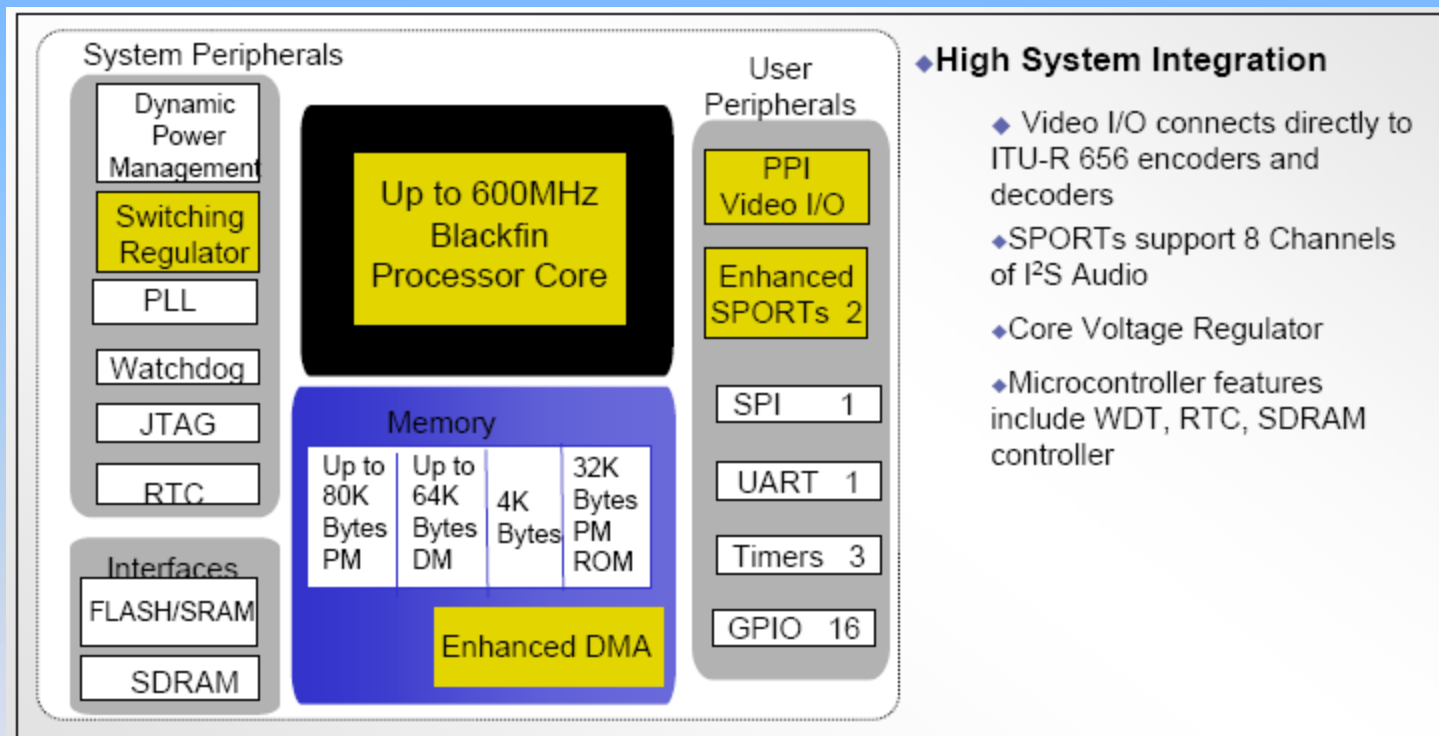 System Peripherals
Dynamic
Power
Management
Switching
Regulator
PLL
Watchdog
JTAG
RTC
Interfaces
FLASH/SRAM
SDRAM
Up to 600MHz
Blackfin
Processor Core
Memory
Up to
80K
Bytes
PM
Up to
64K
Bytes
DM
4K
Bytes
32K
Bytes
PM
ROM
Enhanced DMA
User
Peripherals
PPI
Video I/O
Enhanced
SPORTs 2
SPI 1
UART 1
Timers 3
GPIO 16
◆High System Integration
◆ Video I/O connects directly to
ITU-R 656 encoders and
decoders
◆SPORTs support 8 Channels
of I²S Audio
◆Core Voltage Regulator
◆Microcontroller features
include WDT, RTC, SDRAM
controller